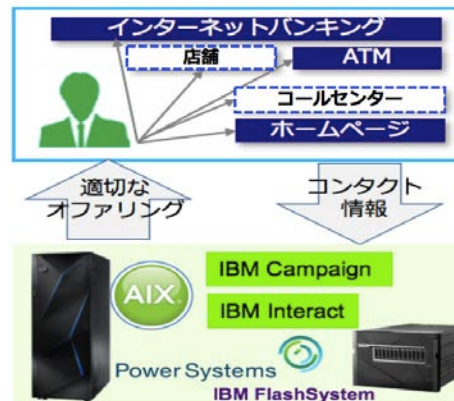 インターネットバンキング
店舗
ATM
コールセンター
ホームページ
適切な
オファリング
コンタクト
情報
IBM Campaign
AIX
IBM Interact
Power Systems
IBM FlashSystem